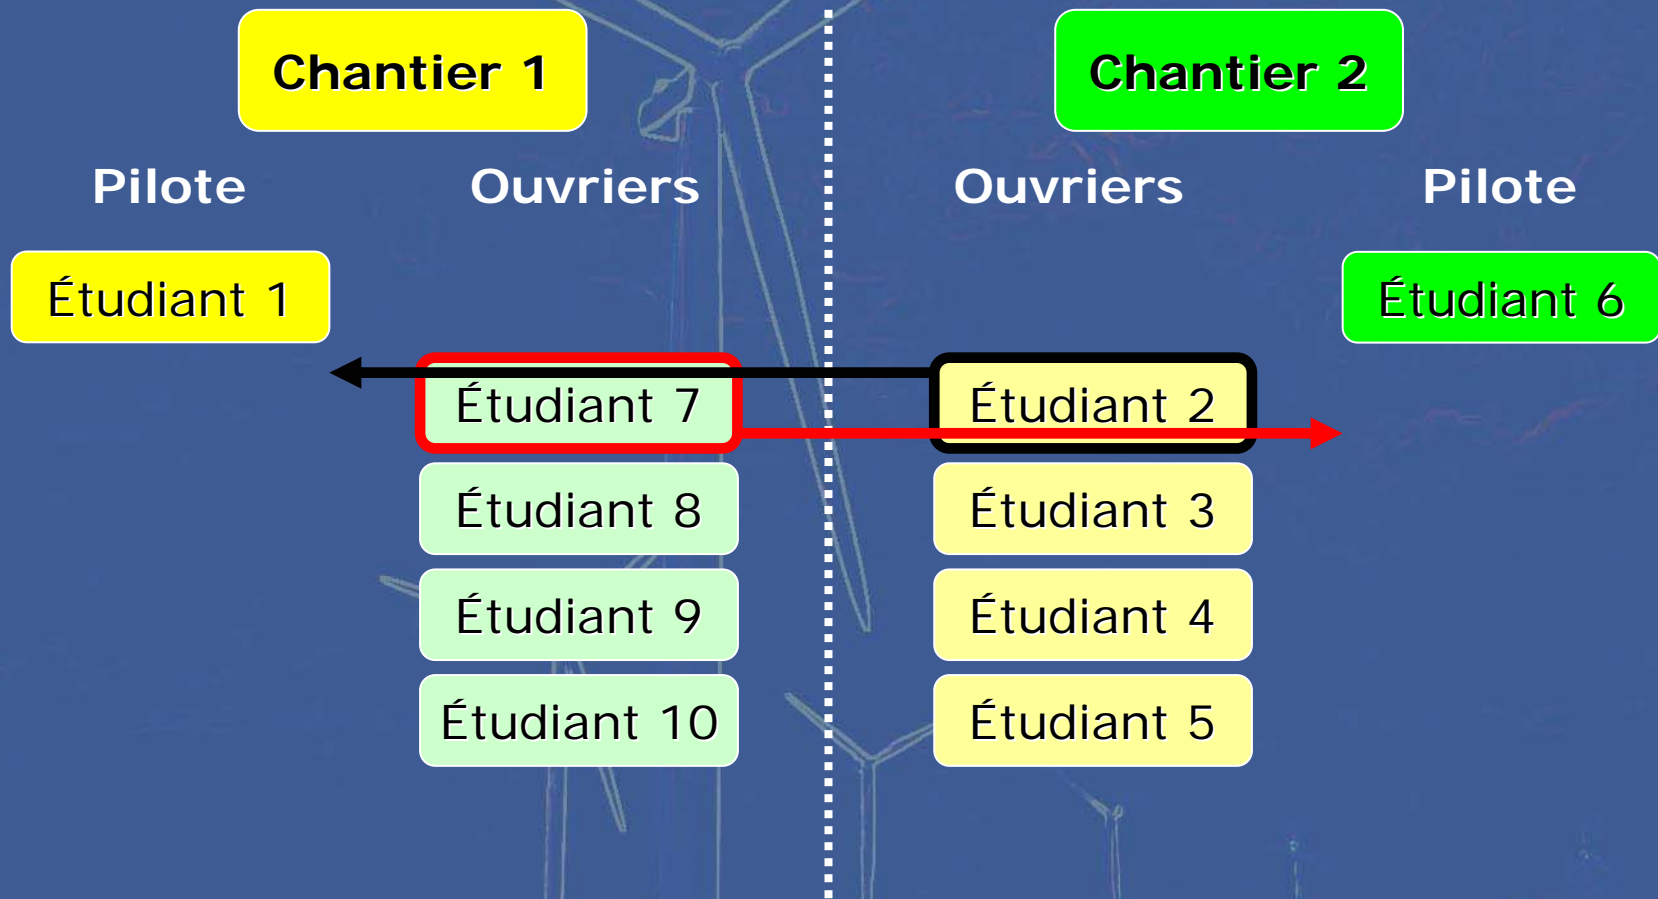 Chantier 1
Chantier 2
Pilote
Ouvriers
Ouvriers
Pilote
Étudiant 1
Étudiant 6
Étudiant 7
Étudiant 2
Étudiant 8
Étudiant 3
Étudiant 9
Étudiant 4
Étudiant 10
Étudiant 5